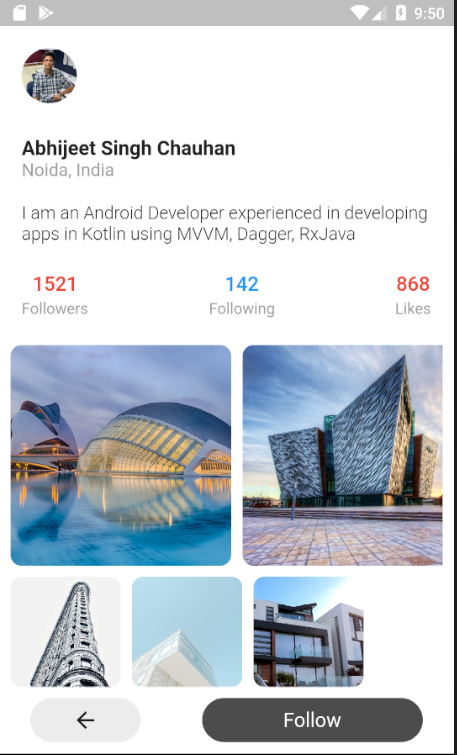 9:50
Abhijeet Singh Chauhan
Noida, India
I am an Android Developer experienced in developing
apps in Kotlin using MVVM, Dagger, RxJava
1521 142 868
Followers Following Likes
Follow